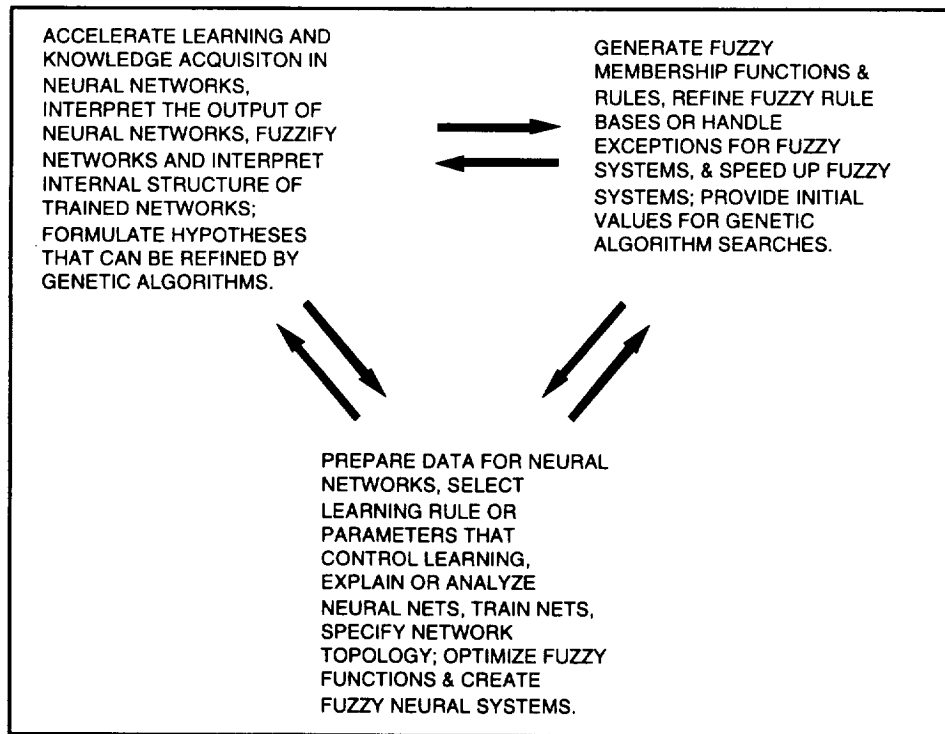 ACCELERATE LEARNING AND
KNOWLEDGE ACQUISITON IN
NEURAL NETWORKS,
INTERPRET THE OUTPUT OF
NEURAL NETWORKS, FUZZIFY
NETWORKS AND INTERPRET
INTERNAL STRUCTURE OF
TRAINED NETWORKS;
FORMULATE HYPOTHESES
THAT CAN BE REFINED BY
GENETIC ALGORITHMS.
GENERATE FUZZY
MEMBERSHIP FUNCTIONS &
RULES, REFINE FUZZY RULE
BASES OR HANDLE
EXCEPTIONS FOR FUZZY
SYSTEMS, & SPEED UP FUZZY
SYSTEMS; PROVIDE INITIAL
VALUES FOR GENETIC
ALGORITHM SEARCHES.
PREPARE DATA FOR NEURAL
NETWORKS, SELECT
LEARNING RULE OR
PARAMETERS THAT
CONTROL LEARNING,
EXPLAIN OR ANALYZE
NEURAL NETS, TRAIN NETS,
SPECIFY NETWORK
TOPOLOGY; OPTIMIZE FUZZY
FUNCTIONS & CREATE
FUZZY NEURAL SYSTEMS.